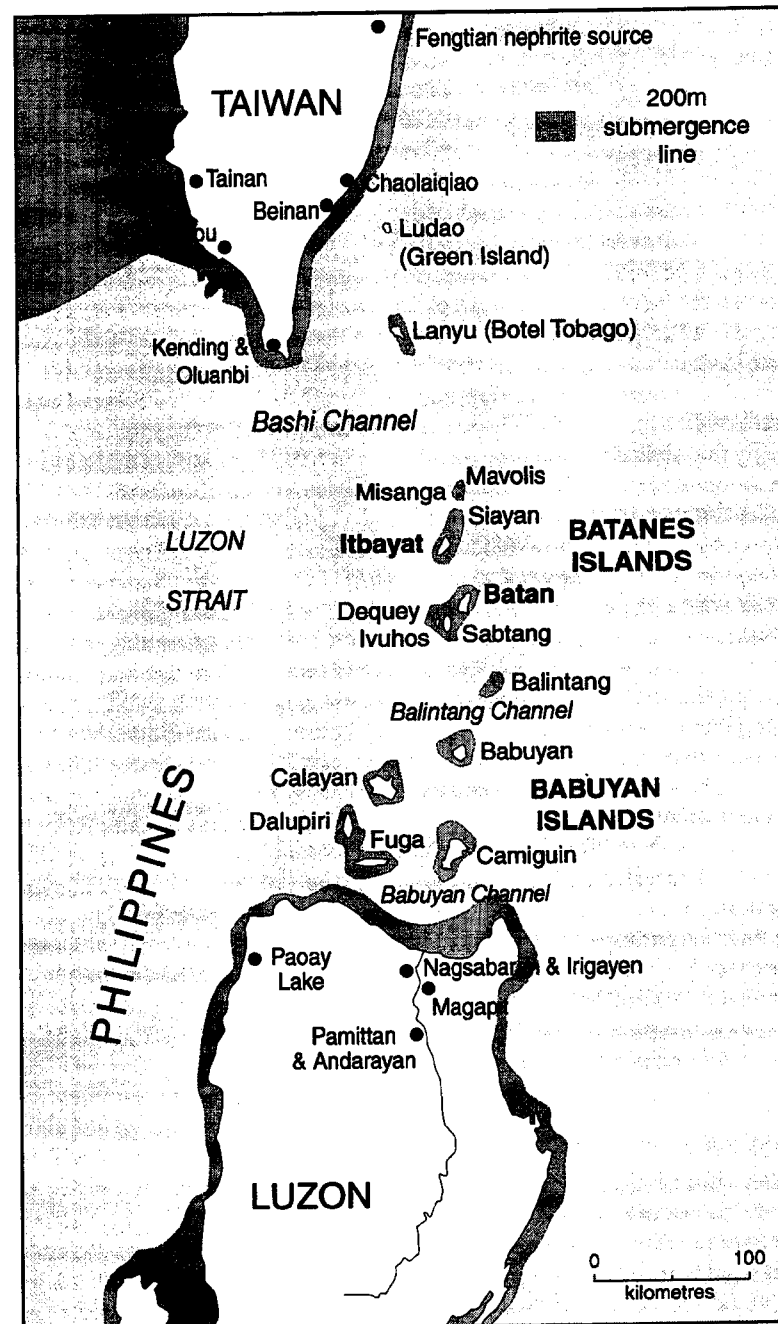 Fengtian nephrite source
TAIWAN
200m
submergence
line
Tainan
Chaolaiqiao
Beinan
Ludao
(Green Island)
Lanyu (Botel Tobago)
Kending &
Oluanbi
Bashi Channel
Mavolis
Misanga
Siayan
LUZON
Itbayat
BATANES
ISLANDS
STRAIT
Batan
Dequey
Ivuhos
Sabtang
Balintang
Balintang Channel
Babuyan
Calayan
BABUYAN
ISLANDS
Dalupiri
Fuga
Camiguin
PHILIPPINES
Babuyan Channel
Paoay
Lake
& Irigayen
Pamittan
& Andarayan
LUZON
0 100
kilometres